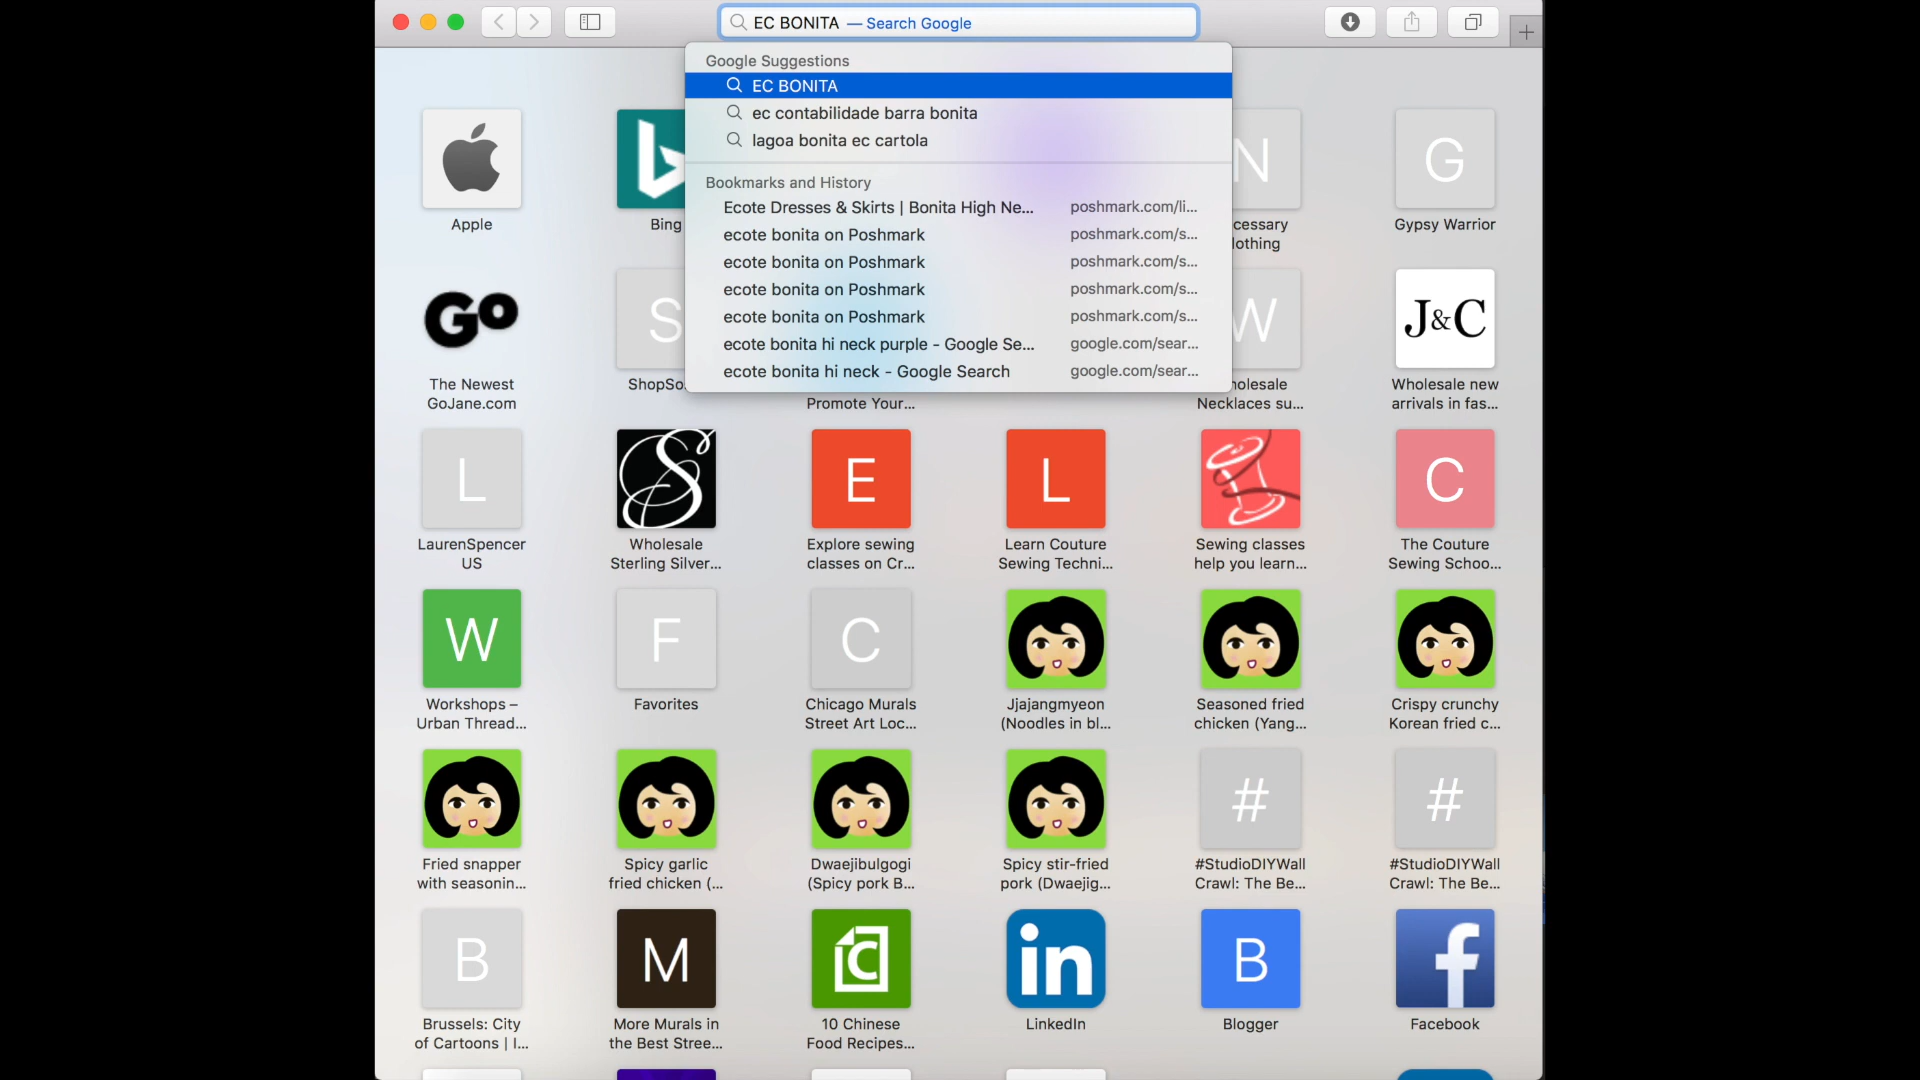 EC BONITA — Search Google
Google Suggestions
EC BONITA
ec contabilidade barra bonita
lagoa bonita ec cartola
Bookmarks and History
Ecote Dresses & Skirts | Bonita High Ne... poshmark.com/li...
ecote bonita on Poshmark poshmark.com/s...
ecote bonita on Poshmark poshmark.com/s...
ecote bonita on Poshmark poshmark.com/s...
ecote bonita on Poshmark poshmark.com/s...
ecote bonita hi neck purple - Google Se... google.com/sear...
ecote bonita hi neck - Google Search google.com/sear...
N
G
Apple
Bing
cessary
lothing
Gypsy Warrior
GO
S
W
J&C
The Newest
GoJane.com
ShopSo
Promote Your...
holesale
Necklaces su...
Wholesale new
arrivals in fas...
L
S
E
L
C
LaurenSpencer
US
Wholesale
Sterling Silver...
Explore sewing
classes on Cr...
Learn Couture
Sewing Techni...
Sewing classes
help you learn...
The Couture
Sewing Schoo...
W
F
C
Workshops –
Urban Thread...
Favorites
Chicago Murals
Street Art Loc...
Jjajangmyeon
(Noodles in bl...
Seasoned fried
chicken (Yang...
Crispy crunchy
Korean fried c...
#
#
Fried snapper
with seasonin...
Spicy garlic
fried chicken (...
Dwaejibulgogi
(Spicy pork B...
Spicy stir-fried
pork (Dwaejig...
#StudioDIYWall
Crawl: The Be...
#StudioDIYWall
Crawl: The Be...
B
M
C
in
B
f
Brussels: City
of Cartoons | I...
More Murals in
the Best Stree...
10 Chinese
Food Recipes...
LinkedIn
Blogger
Facebook